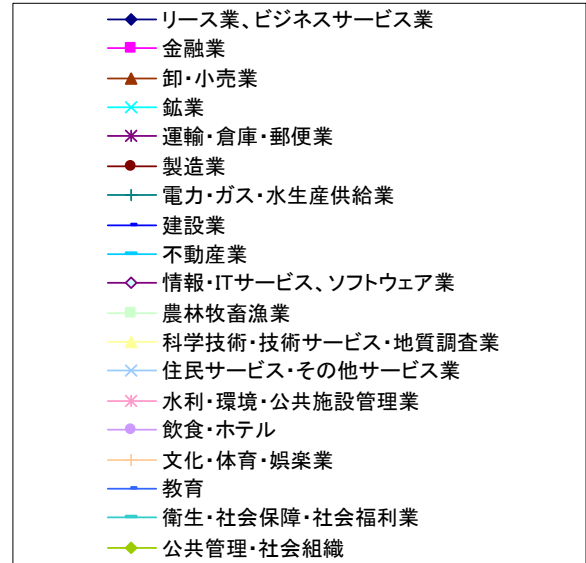 リース業、ビジネスサービス業
金融業
卸・小売業
鉱業
運輸・倉庫・郵便業
製造業
電力・ガス・水生産供給業
建設業
不動産業
情報・ITサービス、ソフトウェア業
農林牧畜漁業
科学技術・技術サービス・地質調査業
住民サービス・その他サービス業
水利・環境・公共施設管理業
飲食・ホテル
文化・体育・娯楽業
教育
衛生・社会保障・社会福利業
公共管理・社会組織